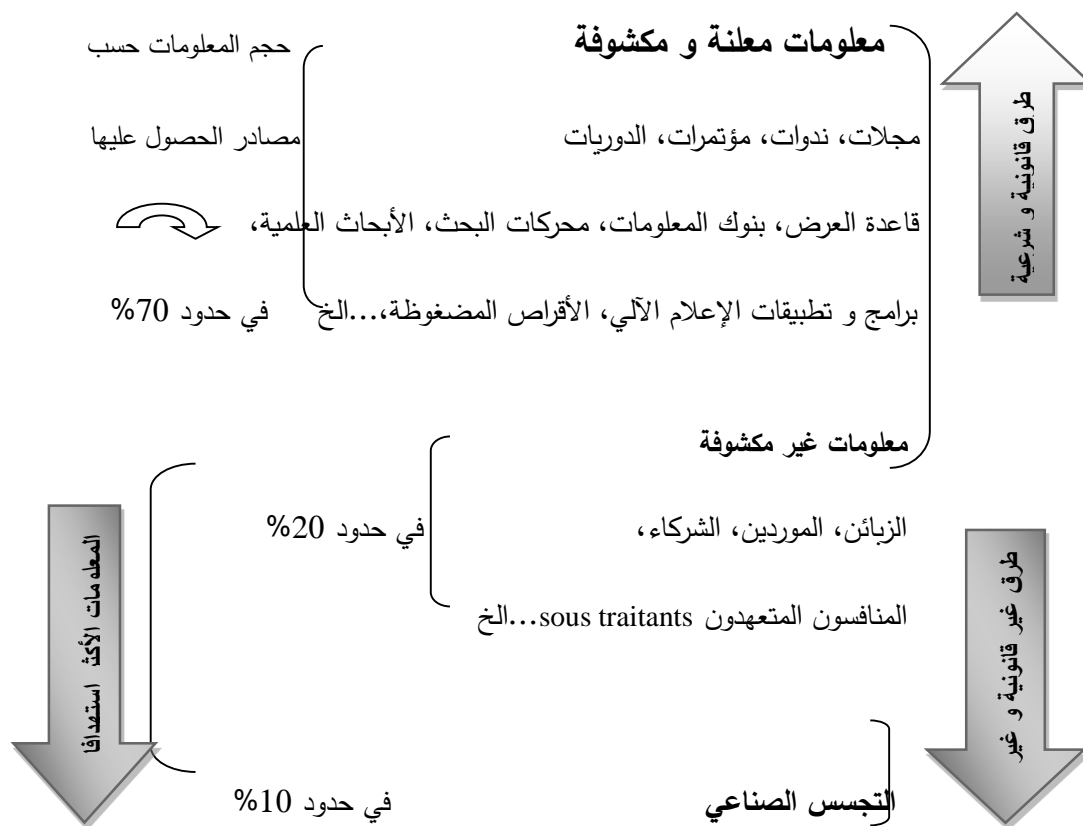 معلومات معلنة و مكشوفة
حجم المعلومات حسب
مجلات، ندوات، مؤتمرات، الدوريات
مصادر الحصول عليها
قاعدة العرض، بنوك المعلومات، محركات البحث، الأبحاث العلمية،
برامج و تطبيقات الإعلام الآلي، الأقراص المضغوظة،...الخ
في حدود 70%
طرق قانونية و شرعية
معلومات غير مكشوفة
الزبائن، الموردين، الشركاء،
في حدود 20%
المنافسون المتعهدون sous traitants...الخ
طرق غير قانونية و غير
المعلومات الأكثر استهدافا
التجسس الصناعي
في حدود 10%